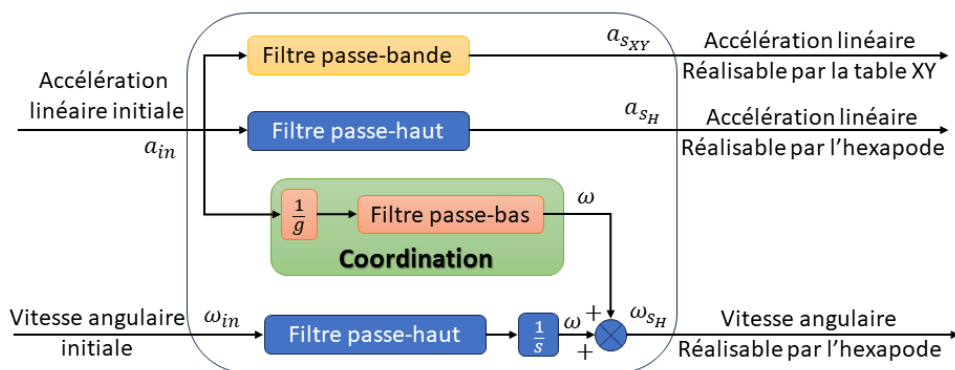 Filtre passe-bande
a_{s_{XY}}
Accélération linéaire
Réalisable par la table XY
Accélération
linéaire initiale
a_{in}
Filtre passe-haut
a_{s_H}
Accélération linéaire
Réalisable par l'hexapode
1/g
Filtre passe-bas
ω
Coordination
Vitesse angulaire
initiale
ω_{in}
Filtre passe-haut
1/s
ω
+
+
ω_{s_H}
Vitesse angulaire
Réalisable par l'hexapode